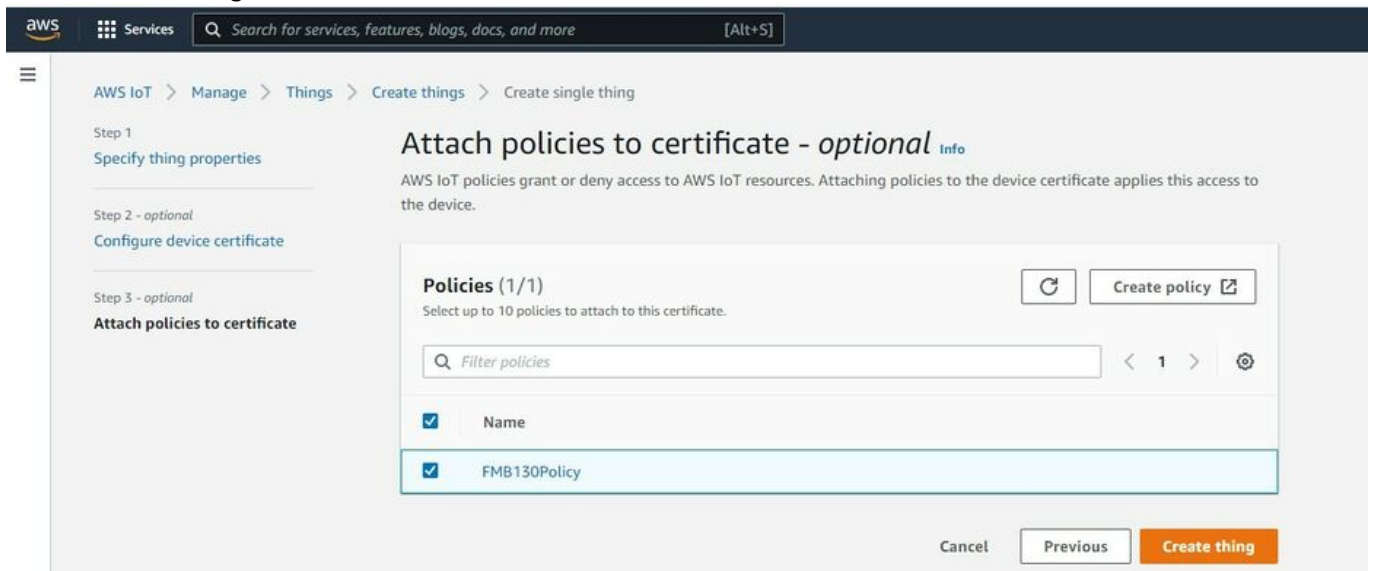 aws
Services
Search for services, features, blogs, docs, and more
[Alt+S]
AWS IoT > Manage > Things > Create things > Create single thing
Step 1
Specify thing properties
Step 2 - optional
Configure device certificate
Step 3 - optional
Attach policies to certificate
Attach policies to certificate - optional Info
AWS IoT policies grant or deny access to AWS IoT resources. Attaching policies to the device certificate applies this access to
the device.
Policies (1/1)
Select up to 10 policies to attach to this certificate.
Create policy
Filter policies
< 1 >
Name
FMB130Policy
Cancel
Previous
Create thing